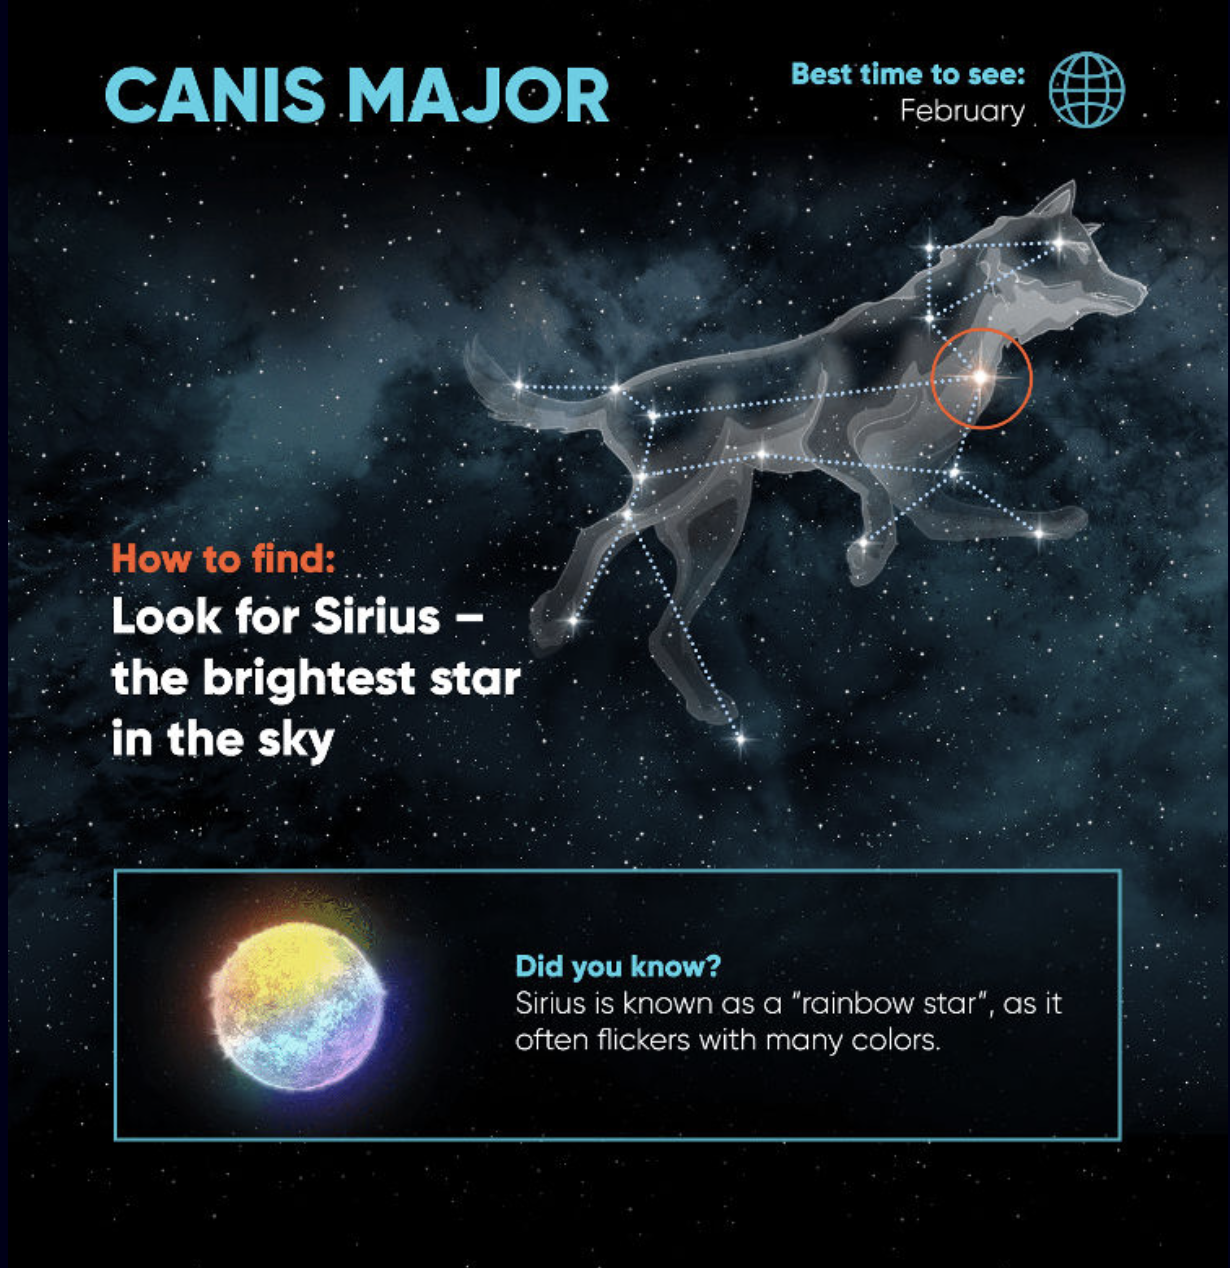 CANIS MAJOR
Best time to see:
February
How to find:
Look for Sirius –
the brightest star
in the sky
Did you know?
Sirius is known as a "rainbow star", as it
often flickers with many colors.